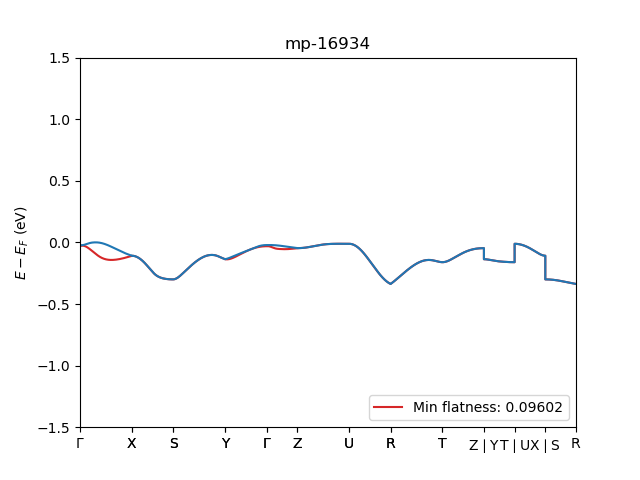 mp-16934
1.5
1.0
0.5
0.0
−0.5
−1.0
−1.5
E − E_F (eV)
Min flatness: 0.09602
Γ X S Y Γ Z U R T Z | Y T | U X | S R